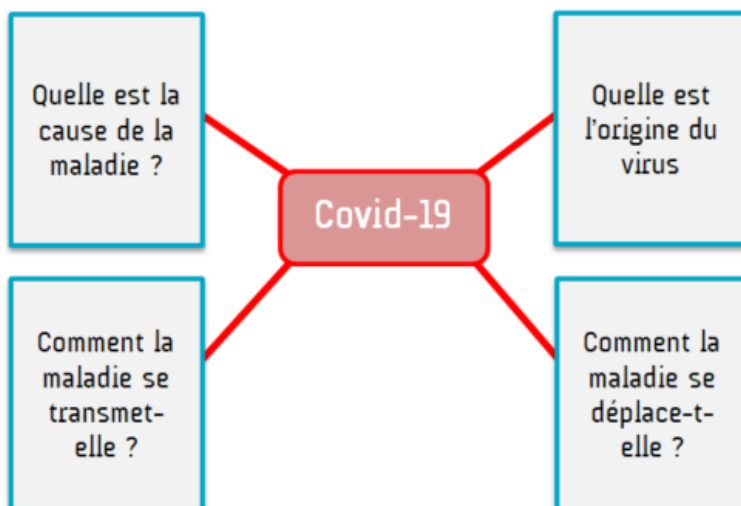 Quelle est la
cause de la
maladie ?
Quelle est
l'origine du
virus
Covid-19
Comment la
maladie se
transmet-
elle ?
Comment la
maladie se
déplace-t-
elle ?